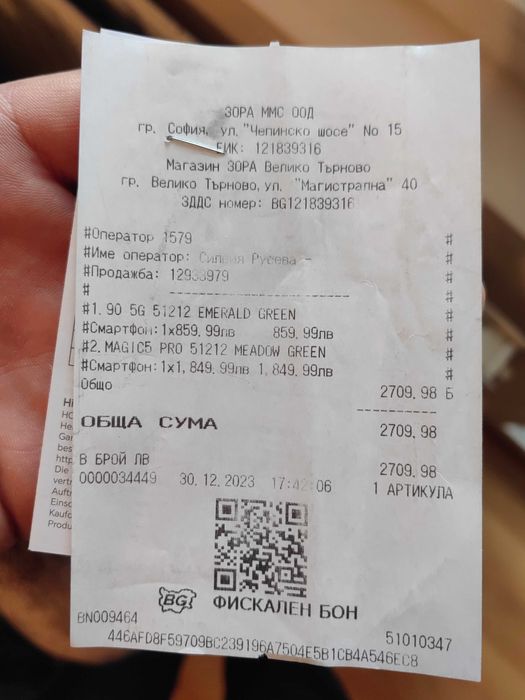 ЗОРА ММС ООД
гр. София, ул. "Чепинско шосе" No 15
ЕИК: 121839316
Магазин ЗОРА Велико Търново
гр. Велико Търново, ул. "Магистрална" 40
ЗДДС номер: BG121839316
#Оператор 1579 #
#Име оператор: Силвия Русева #
#Продажба: 12933979 #
# #
#1. 90 5G 51212 EMERALD GREEN #
#Смартфон: 1x859,99лв 859,99лв #
#2. MAGIC5 PRO 51212 MEADOW GREEN #
#Смартфон: 1x1,849.99лв 1,849.99лв #
Общо 2709.98 Б
ОБЩА СУМА 2709.98
В БРОЙ ЛВ 2709.98
0000034449 30.12.2023 17:42:06 1 АРТИКУЛА
BG
ФИСКАЛЕН БОН
BN009464 51010347
446AFD8F59709BC239196A7504E5B1CB4A546EC8